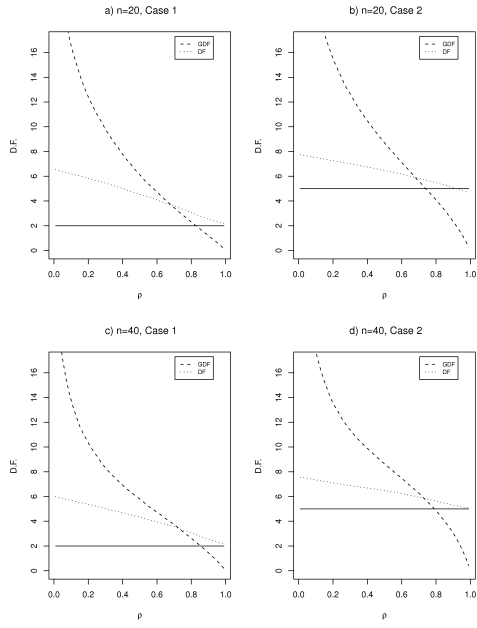 a) n=20, Case 1
GDF
DF
D.F.
0 2 4 6 8 10 12 14 16
0.0 0.2 0.4 0.6 0.8 1.0
ρ
b) n=20, Case 2
GDF
DF
D.F.
0 2 4 6 8 10 12 14 16
0.0 0.2 0.4 0.6 0.8 1.0
ρ
c) n=40, Case 1
GDF
DF
D.F.
0 2 4 6 8 10 12 14 16
0.0 0.2 0.4 0.6 0.8 1.0
ρ
d) n=40, Case 2
GDF
DF
D.F.
0 2 4 6 8 10 12 14 16
0.0 0.2 0.4 0.6 0.8 1.0
ρ